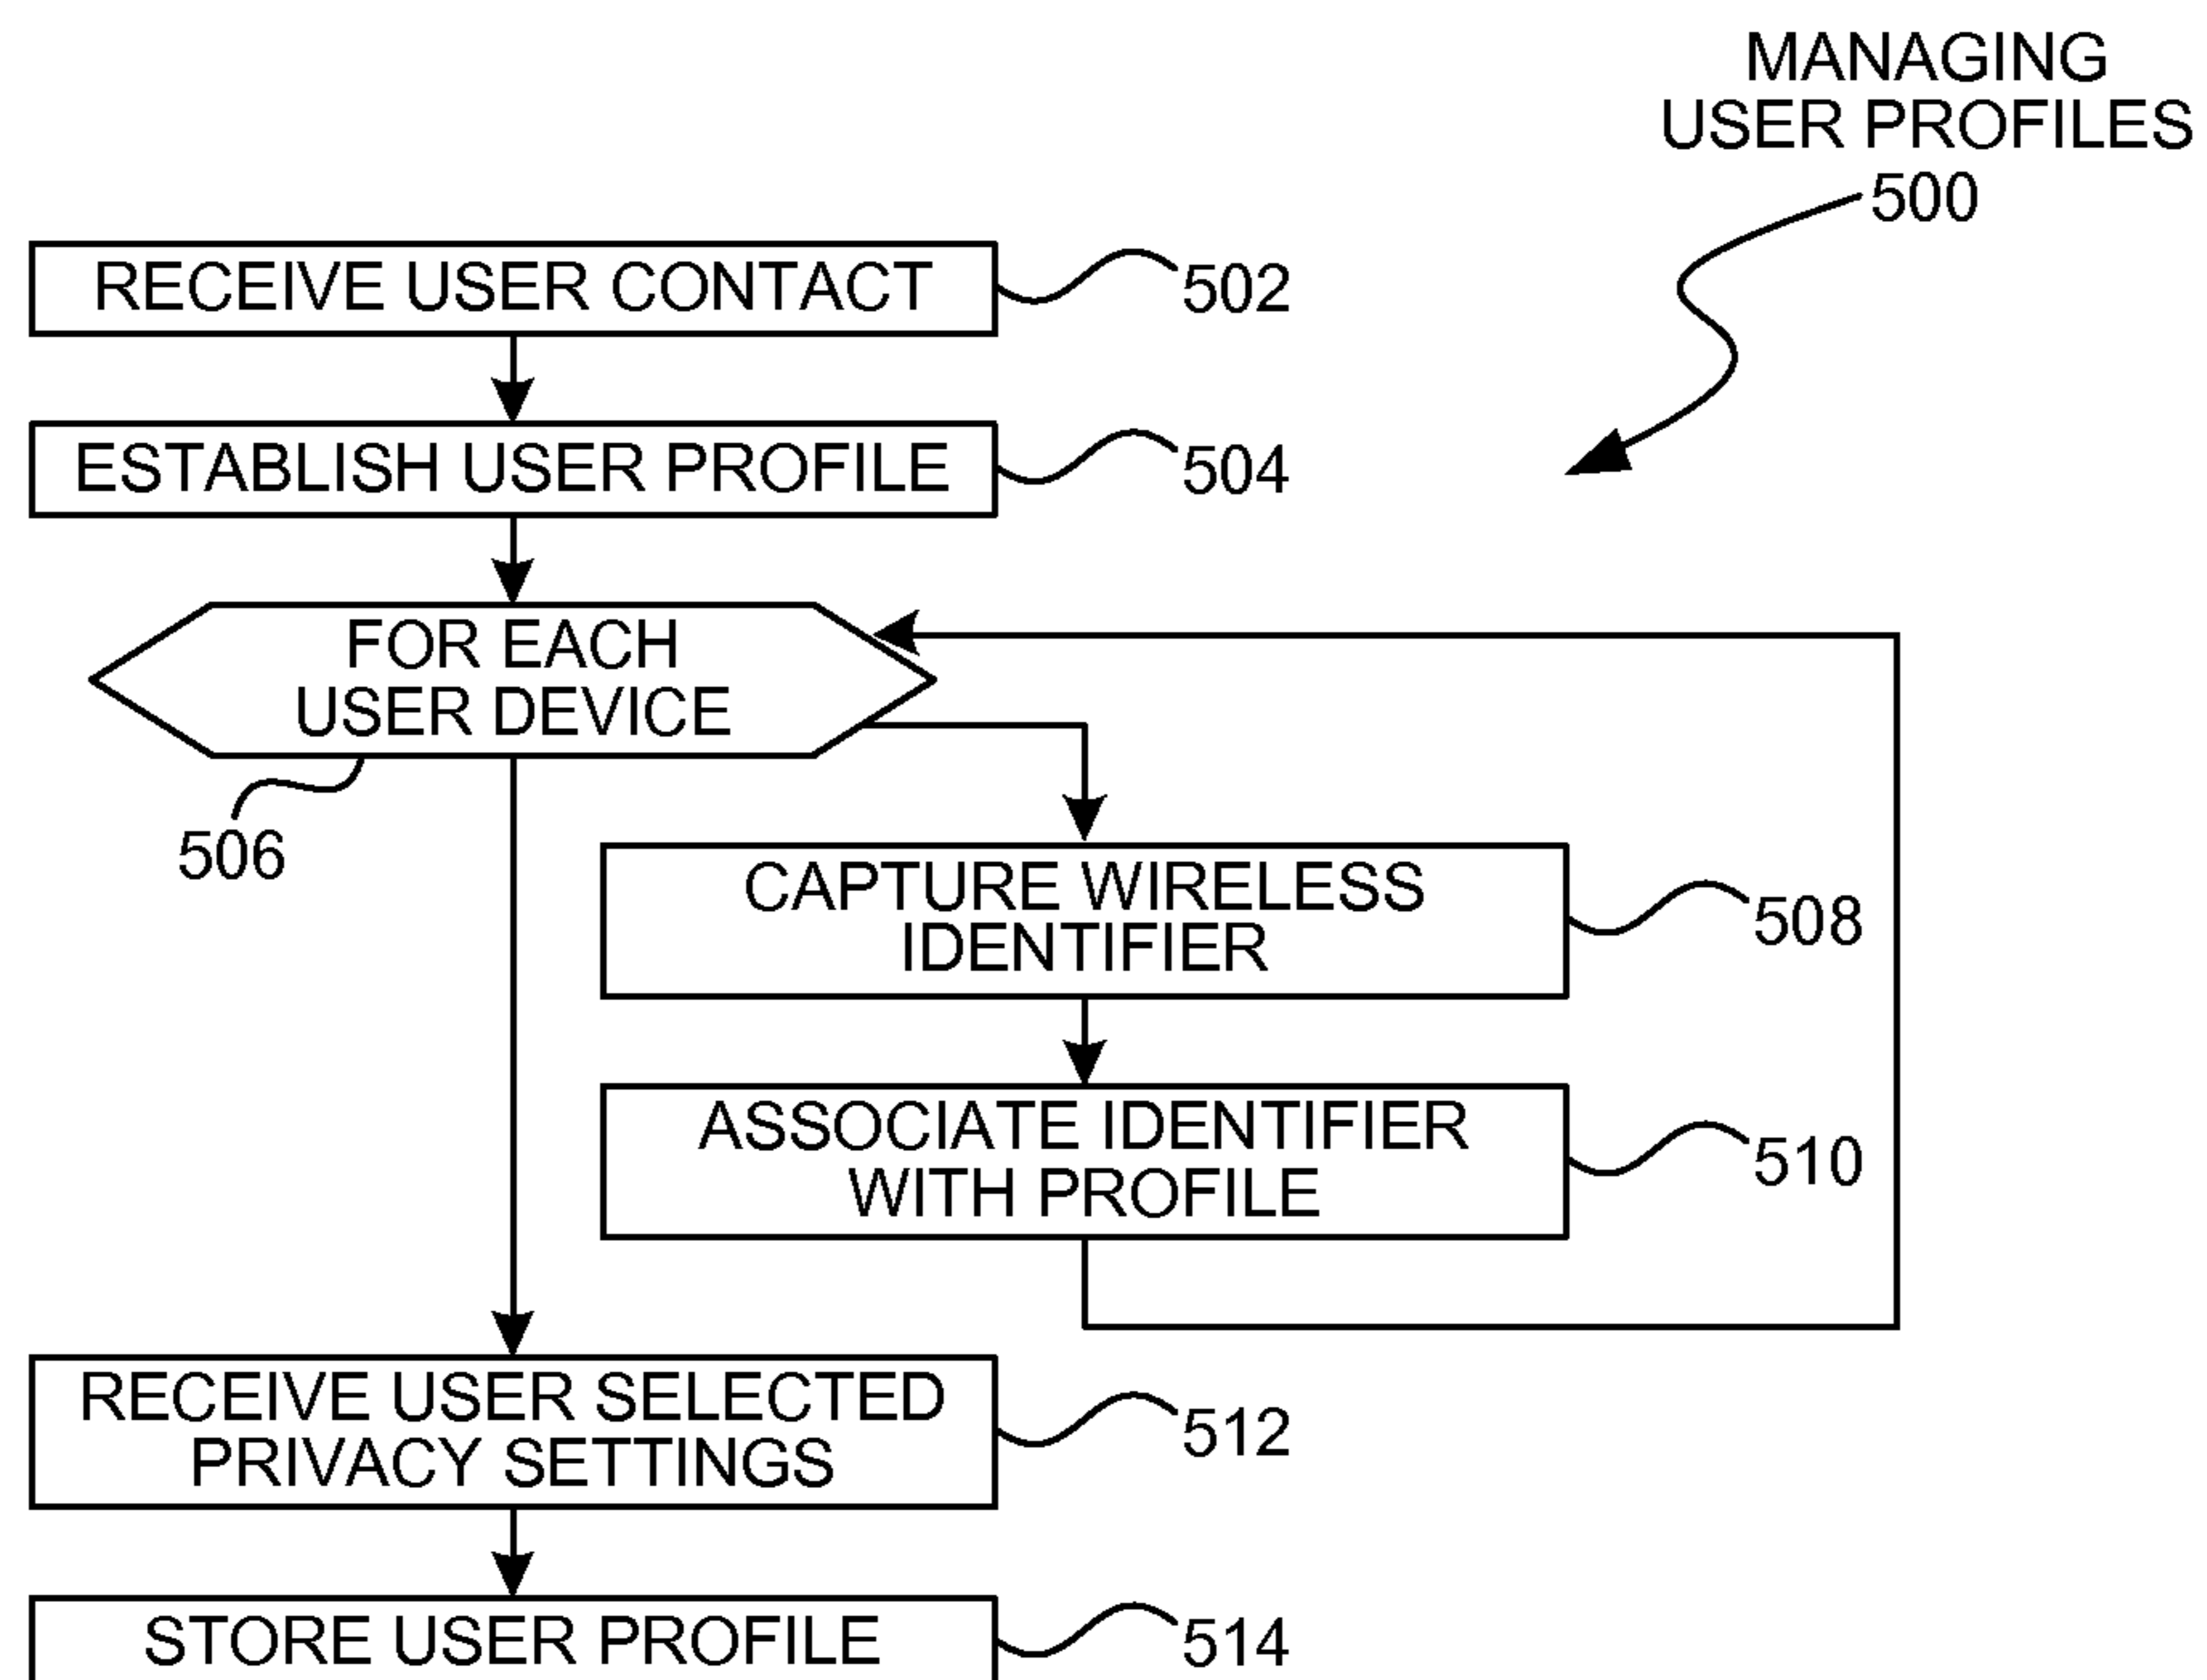 MANAGING
USER PROFILES
500
RECEIVE USER CONTACT
502
ESTABLISH USER PROFILE
504
FOR EACH
USER DEVICE
506
CAPTURE WIRELESS
IDENTIFIER
508
ASSOCIATE IDENTIFIER
WITH PROFILE
510
RECEIVE USER SELECTED
PRIVACY SETTINGS
512
STORE USER PROFILE
514